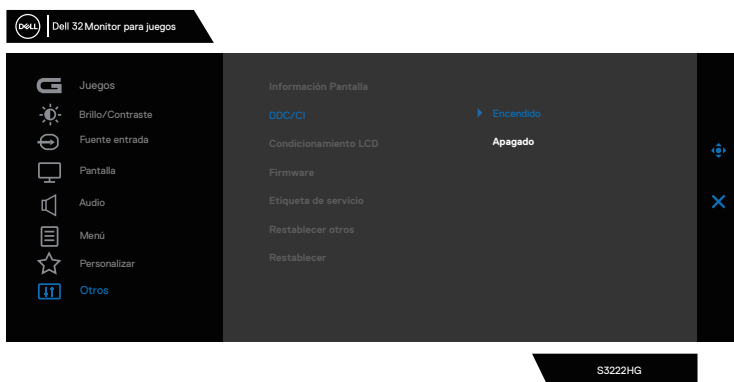 DELL
Dell 32 Monitor para juegos
Juegos
Brillo/Contraste
Fuente entrada
Pantalla
Audio
Menú
Personalizar
Otros
Información Pantalla
DDC/CI
Condicionamiento LCD
Firmware
Etiqueta de servicio
Restablecer otros
Restablecer
Encendido
Apagado
S3222HG